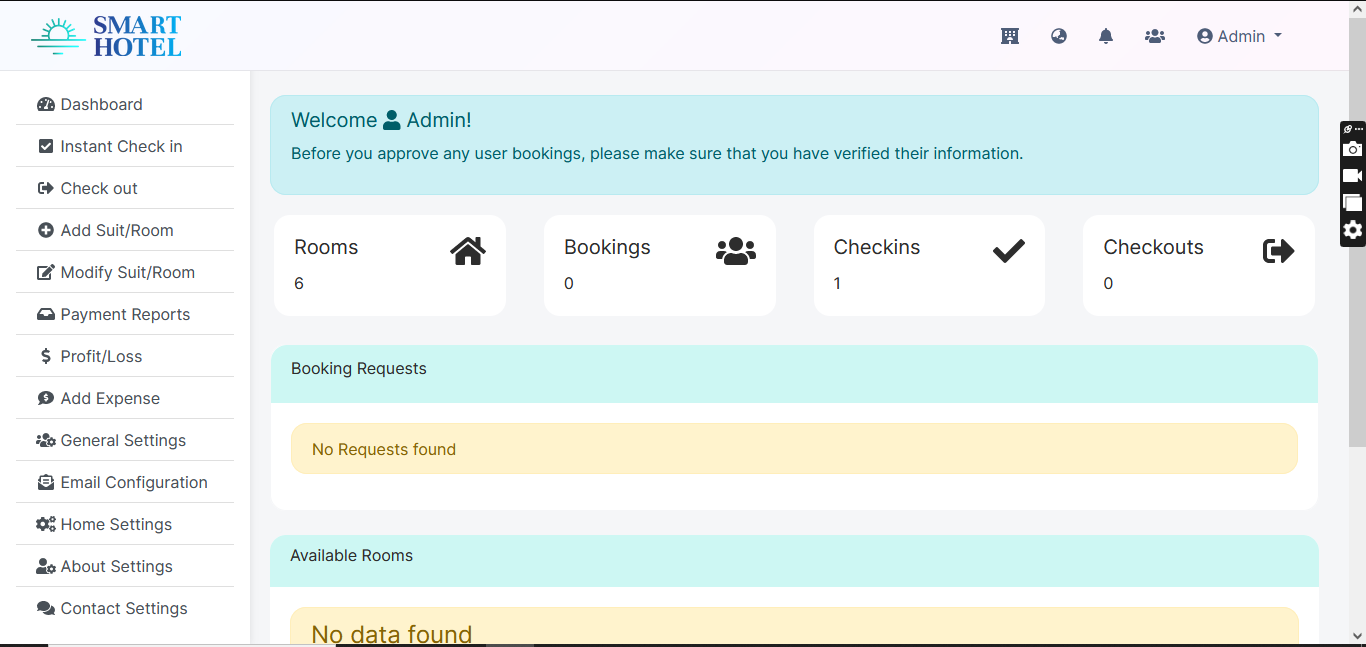 SMART
HOTEL
Admin
Dashboard
Instant Check in
Check out
Add Suit/Room
Modify Suit/Room
Payment Reports
Profit/Loss
Add Expense
General Settings
Email Configuration
Home Settings
About Settings
Contact Settings
Welcome Admin!
Before you approve any user bookings, please make sure that you have verified their information.
Rooms
6
Bookings
0
Checkins
1
Checkouts
0
Booking Requests
No Requests found
Available Rooms
No data found